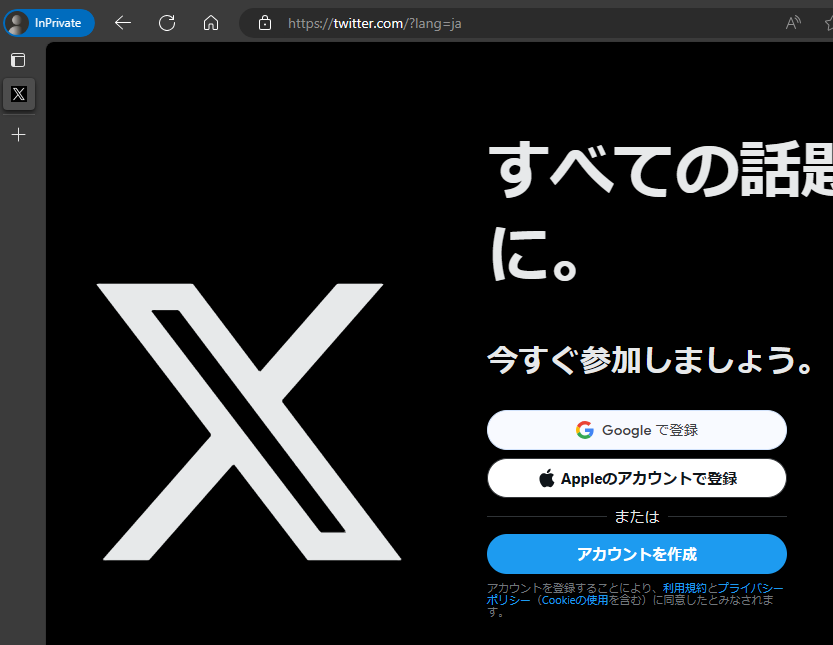 InPrivate
https://twitter.com/?lang=ja
すべての話題
に。
今すぐ参加しましょう。
Google で登録
Appleのアカウントで登録
または
アカウントを作成
アカウントを登録することにより、利用規約とプライバシー
ポリシー（Cookieの使用を含む）に同意したとみなされま
す。